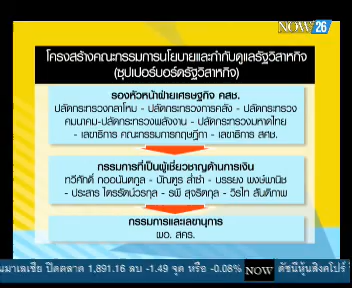 NOW 26
โครงสร้างคณะกรรมการนโยบายและกำกับดูแลรัฐวิสาหกิจ
(ซุปเปอร์บอร์ดรัฐวิสาหกิจ)
รองหัวหน้าฝ่ายเศรษฐกิจ คสช.
ปลัดกระทรวงกลาโหม - ปลัดกระทรวงการคลัง - ปลัดกระทรวง
คมนาคม-ปลัดกระทรวงพลังงาน - ปลัดกระทรวงมหาดไทย
- เลขาธิการ คณะกรรมการกฤษฎีกา - เลขาธิการ สศช.
กรรมการที่เป็นผู้เชี่ยวชาญด้านการเงิน
ทวีศักดิ์ กออนันตกูล - บัณฑูร ล่ำซำ - บรรยง พงษ์พานิช
- ประสาร ไตรรัตน์วรกุล - รพี สุจริตกุล - วิรไท สันติภาพ
กรรมการและเลขานุการ
ผอ. สคร.
นมาเลเซีย ปิดตลาด 1,891.16 ลบ -1.49 จุด หรือ -0.08% NOW ดัชนีหุ้นสิงคโปร์